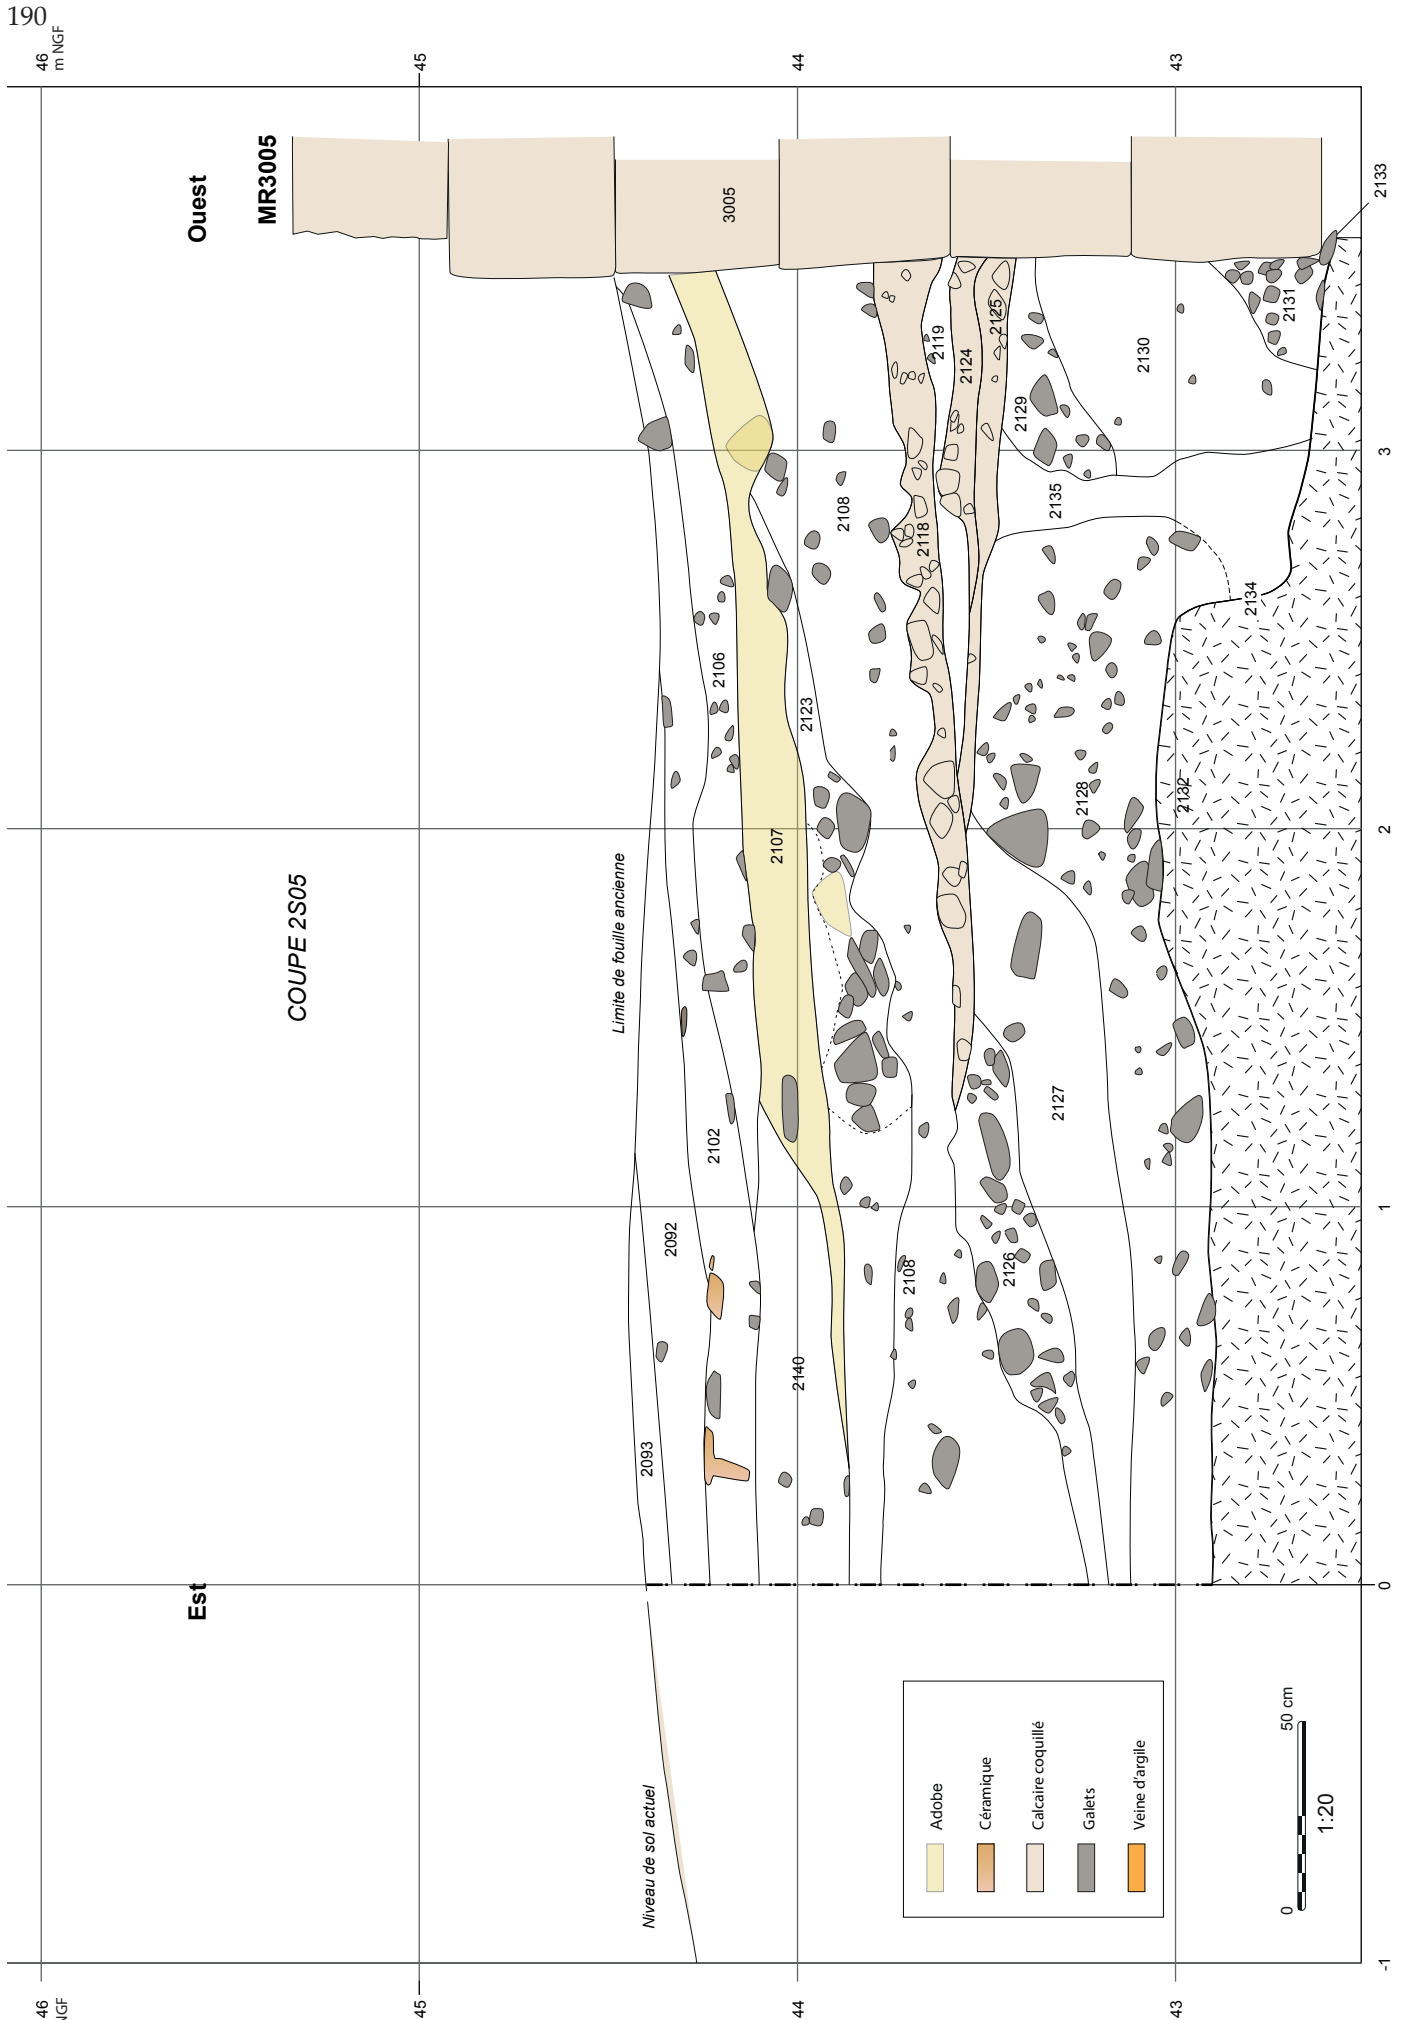 190
46
m NGF
45
44
43
Ouest
MR3005
3005
2133
2131
2130
2119
2124
2125
2129
2135
2108
2118
2134
2106
2123
2128
2132
2107
COUPE 2S05
Limite de fouille ancienne
2127
2102
2092
2126
2108
2140
2093
Est
3
2
1
0
-1
Niveau de sol actuel
Adobe
Céramique
Calcaire coquillé
Galets
Veine d'argile
0 50 cm
1:20
46
NGF
45
44
43